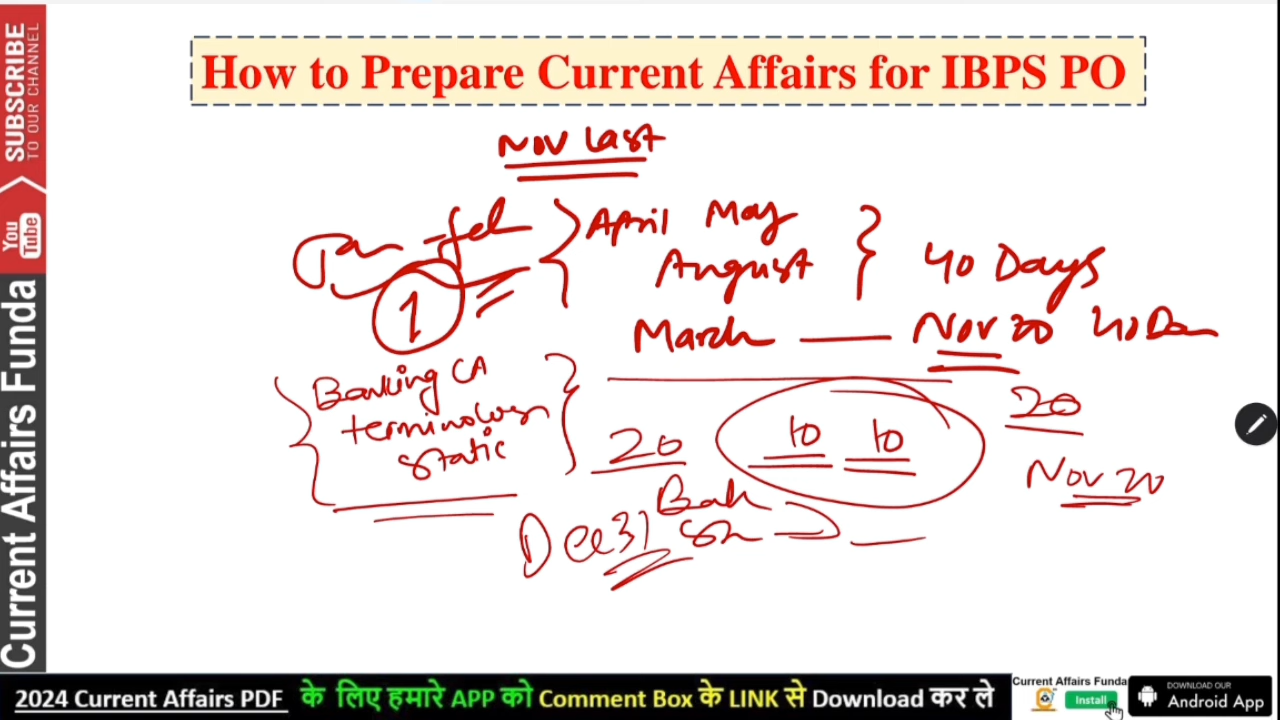 SUBSCRIBE
TO OUR CHANNEL
You
Tube
Current Affairs Funda
How to Prepare Current Affairs for IBPS PO
Nov Last
Jan - feb
1
April May
August
40 Days
March — Nov 20 40
Banking CA
terminology
static
20
10 10
20
Nov 20
Dec 31
2024 Current Affairs PDF के लिए हमारे APP को Comment Box के LINK से Download कर ले
Current Affairs Funda
Install
DOWNLOAD OUR
Android App